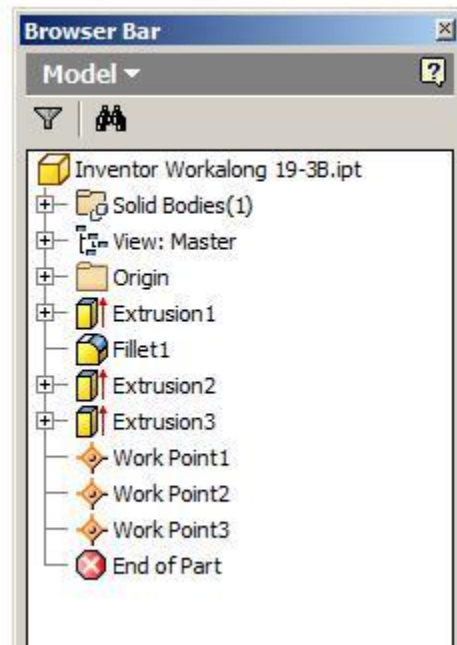 Browser Bar
Model
Inventor Workalong 19-3B.ipt
Solid Bodies(1)
View: Master
Origin
Extrusion1
Fillet1
Extrusion2
Extrusion3
Work Point1
Work Point2
Work Point3
End of Part